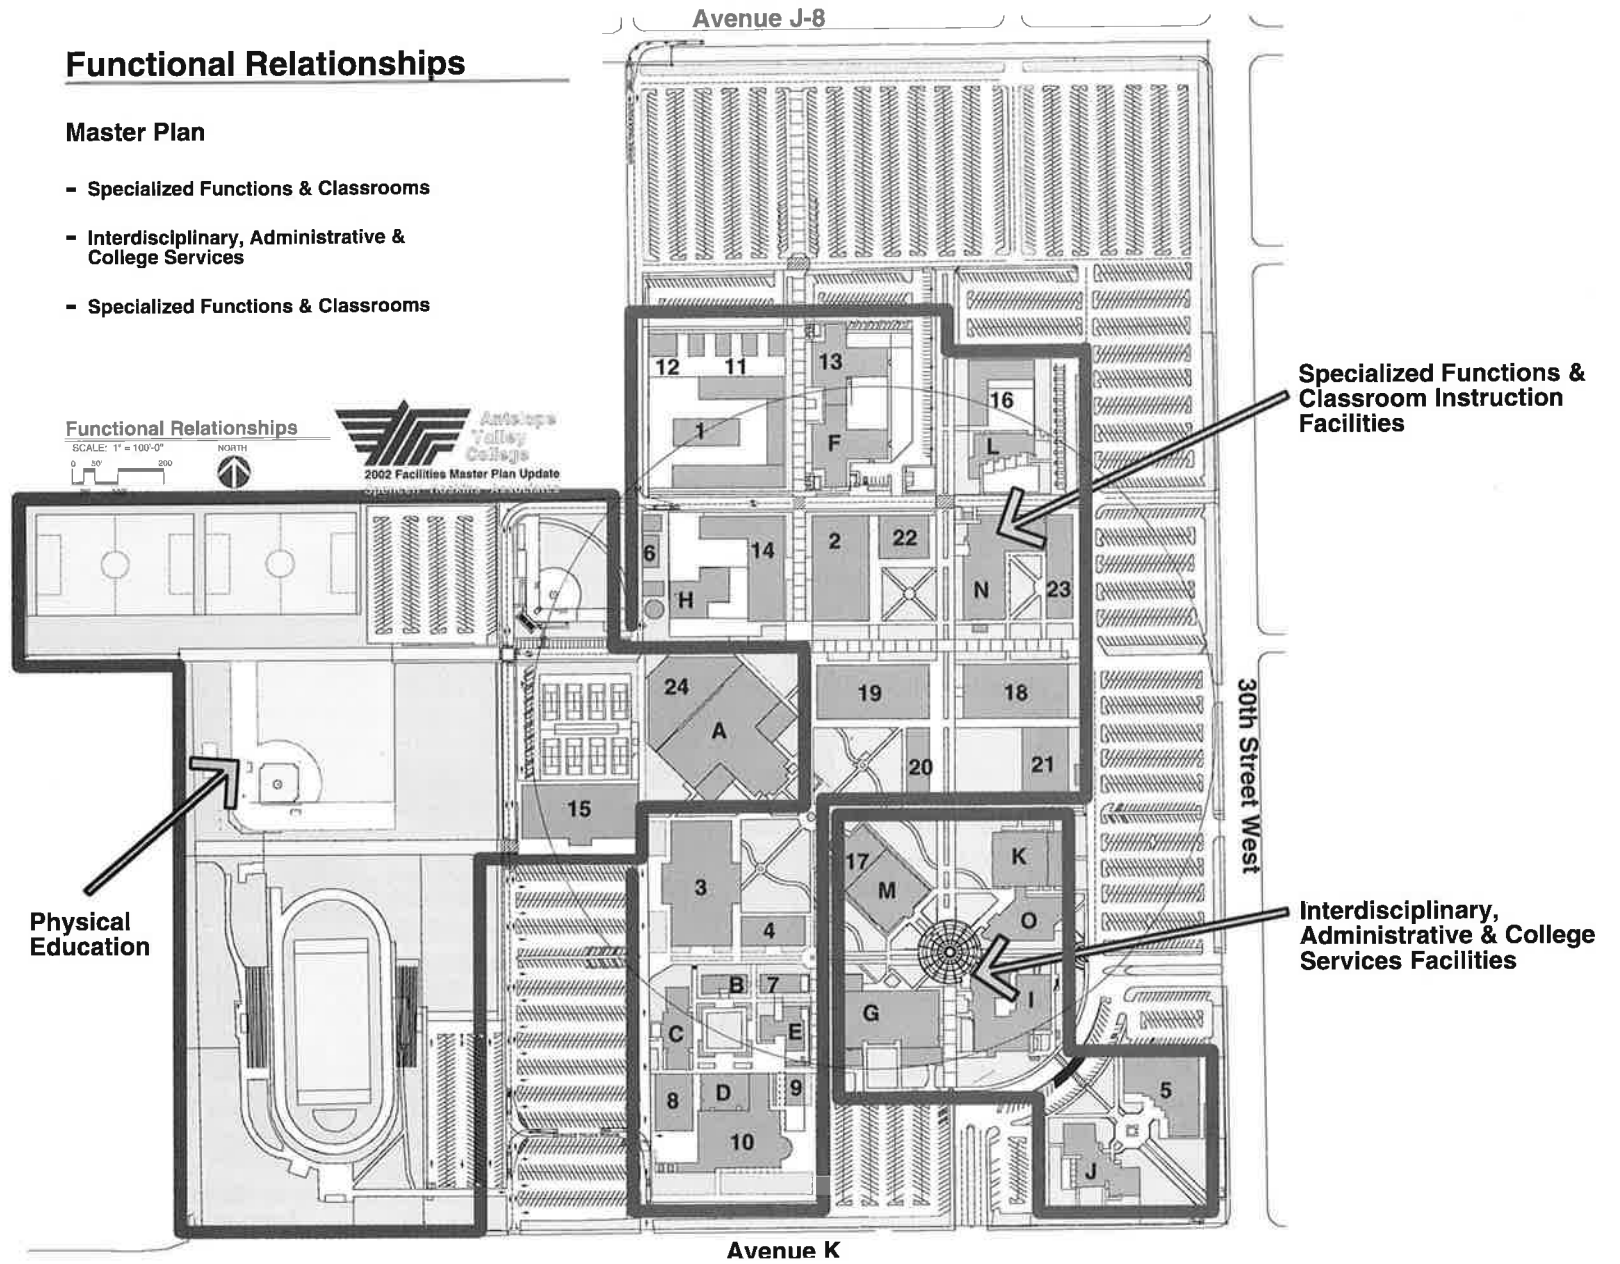 Avenue J-8
Functional Relationships
Master Plan
- Specialized Functions & Classrooms
- Interdisciplinary, Administrative &
College Services
- Specialized Functions & Classrooms
Functional Relationships
SCALE: 1" = 100'-0"
NORTH
0 50' 200
Antelope
Valley
College
2002 Facilities Master Plan Update
12
11
13
16
1
F
L
Specialized Functions &
Classroom Instruction
Facilities
6
14
2
22
H
N
23
24
A
19
18
20
21
15
30th Street West
17
M
K
3
4
O
Physical
Education
Interdisciplinary,
Administrative & College
Services Facilities
B
7
C
E
G
I
8
D
9
10
5
J
Avenue K